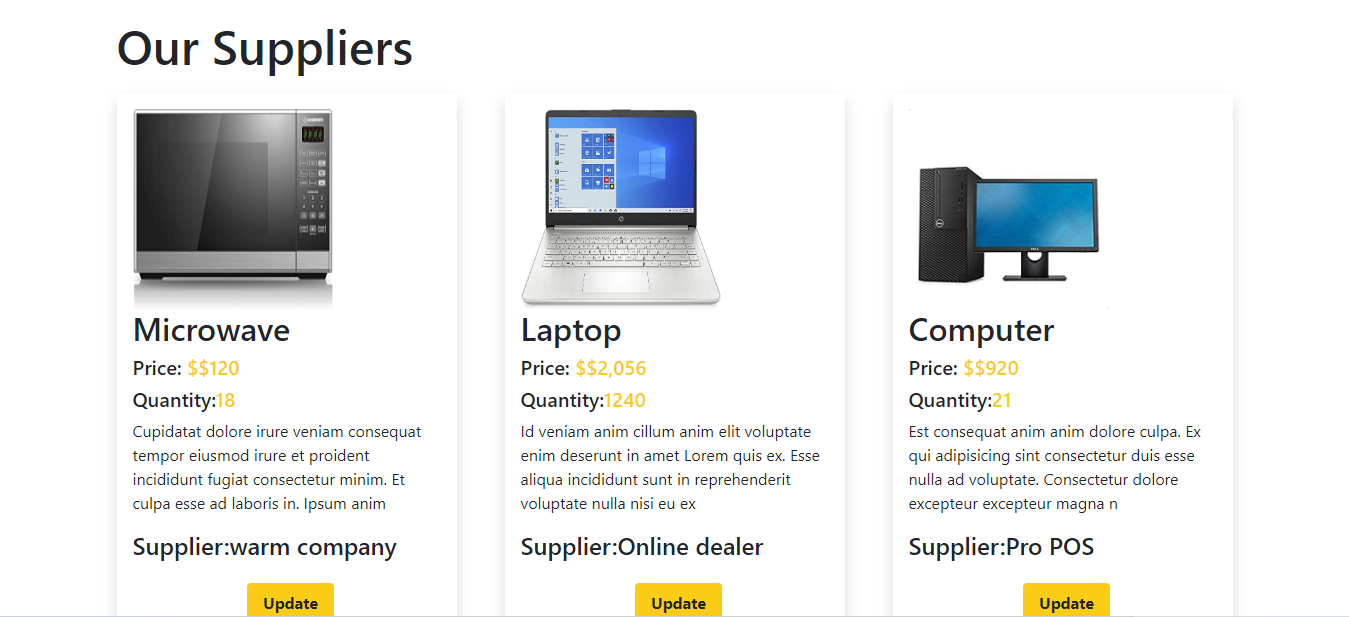 Our Suppliers
Microwave
Price: $$120
Quantity:18
Cupidatat dolore irure veniam consequat
tempor eiusmod irure et proident
incididunt fugiat consectetur minim. Et
culpa esse ad laboris in. Ipsum anim
Supplier:warm company
Update
Laptop
Price: $$2,056
Quantity:1240
Id veniam anim cillum anim elit voluptate
enim deserunt in amet Lorem quis ex. Esse
aliqua incididunt sunt in reprehenderit
voluptate nulla nisi eu ex
Supplier:Online dealer
Update
Computer
Price: $$920
Quantity:21
Est consequat anim anim dolore culpa. Ex
qui adipisicing sint consectetur duis esse
nulla ad voluptate. Consectetur dolore
excepteur excepteur magna n
Supplier:Pro POS
Update